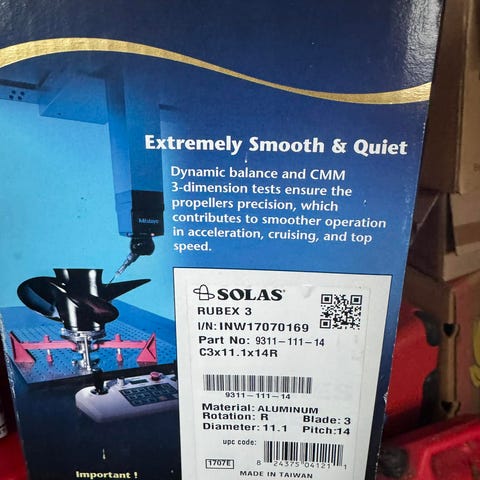 Extremely Smooth & Quiet
Dynamic balance and CMM
3-dimension tests ensure the
propellers precision, which
contributes to smoother operation
in acceleration, cruising, and top
speed.
Mitutoyo
SOLAS®
RUBEX 3
I/N: INW17070169
Part No: 9311-111-14
C3x11.1x14R
9311-111-14
Material: ALUMINUM
Rotation: R Blade: 3
Diameter: 11.1 Pitch: 14
upc code:
1707E
8 24375 04121 1
MADE IN TAIWAN
Important !